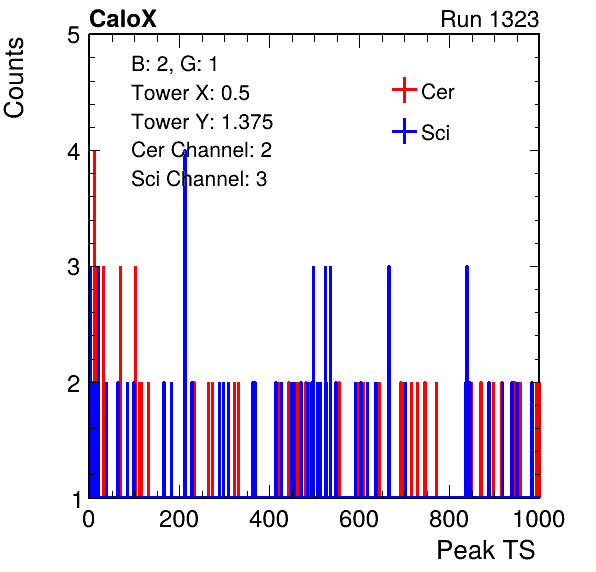 CaloX Run 1323
Counts
5
B: 2, G: 1
Tower X: 0.5
Tower Y: 1.375
Cer Channel: 2
Sci Channel: 3
Cer
Sci
4
3
2
1
0 200 400 600 800 1000
Peak TS